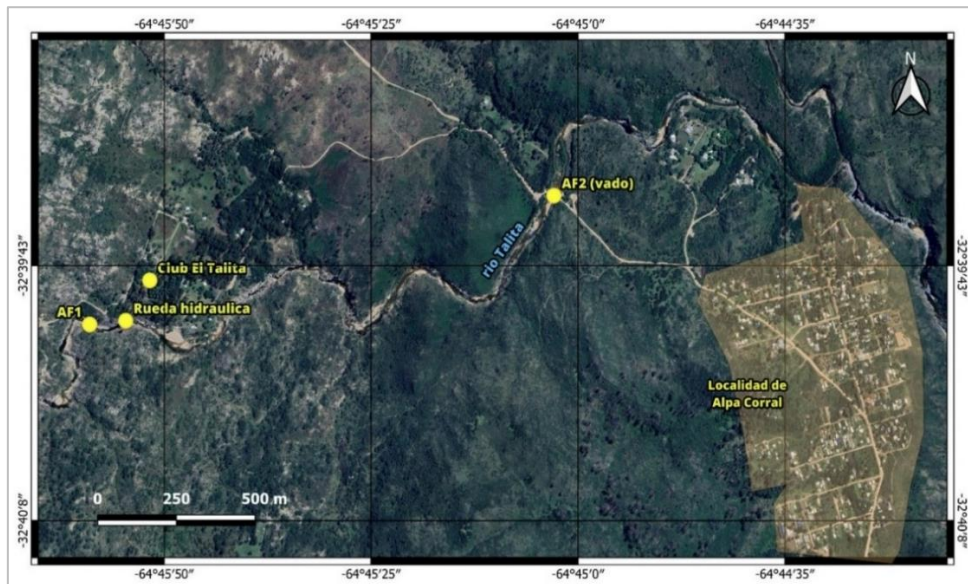 -64°45′50″ -64°45′25″ -64°45′0″ -64°44′35″
N
AF2 (vado)
río Talita
-32°39′43″
-32°39′43″
Club El Talita
AF1
Rueda hidraulica
Localidad de
Alpa Corral
0 250 500 m
-32°40′8″
-32°40′8″
-64°45′50″ -64°45′25″ -64°45′0″ -64°44′35″